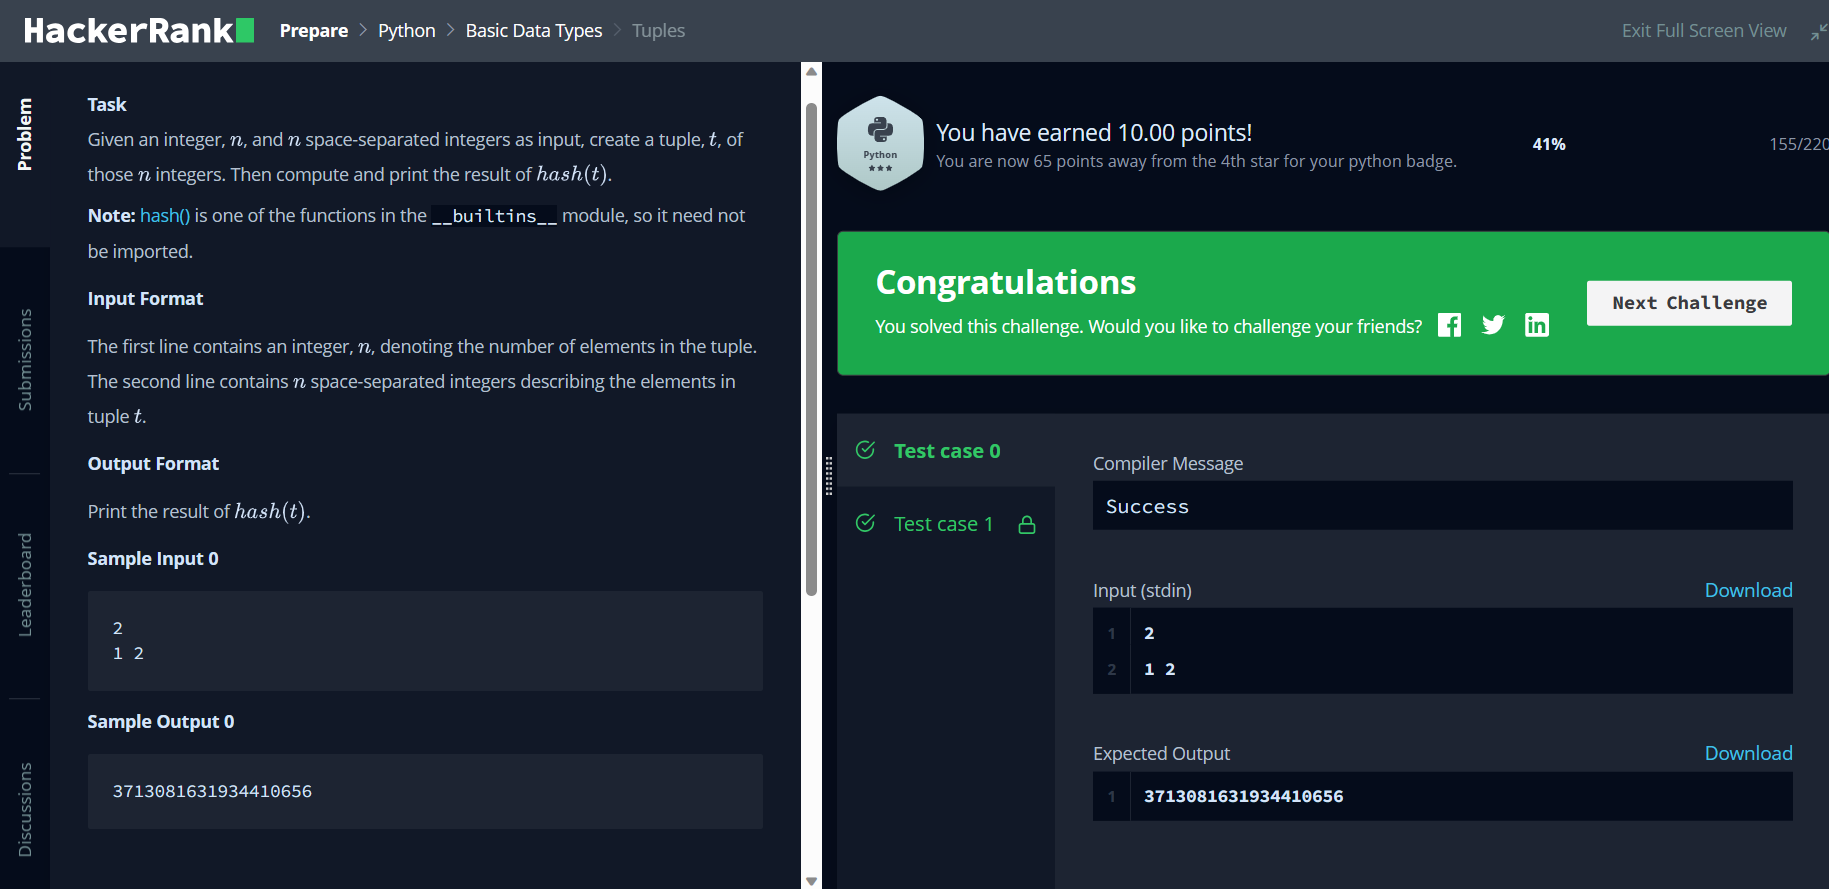 HackerRank
Prepare > Python > Basic Data Types > Tuples
Exit Full Screen View
Problem
Submissions
Leaderboard
Discussions
Task
Given an integer, n, and n space-separated integers as input, create a tuple, t, of
those n integers. Then compute and print the result of hash(t).
Note: hash() is one of the functions in the __builtins__ module, so it need not
be imported.
Input Format
The first line contains an integer, n, denoting the number of elements in the tuple.
The second line contains n space-separated integers describing the elements in
tuple t.
Output Format
Print the result of hash(t).
Sample Input 0
2
1 2
Sample Output 0
3713081631934410656
Python
You have earned 10.00 points!
You are now 65 points away from the 4th star for your python badge.
41%
155/220
Congratulations
You solved this challenge. Would you like to challenge your friends?
Next Challenge
Test case 0
Test case 1
Compiler Message
Success
Input (stdin)
Download
1 2
2 1 2
Expected Output
Download
1 3713081631934410656